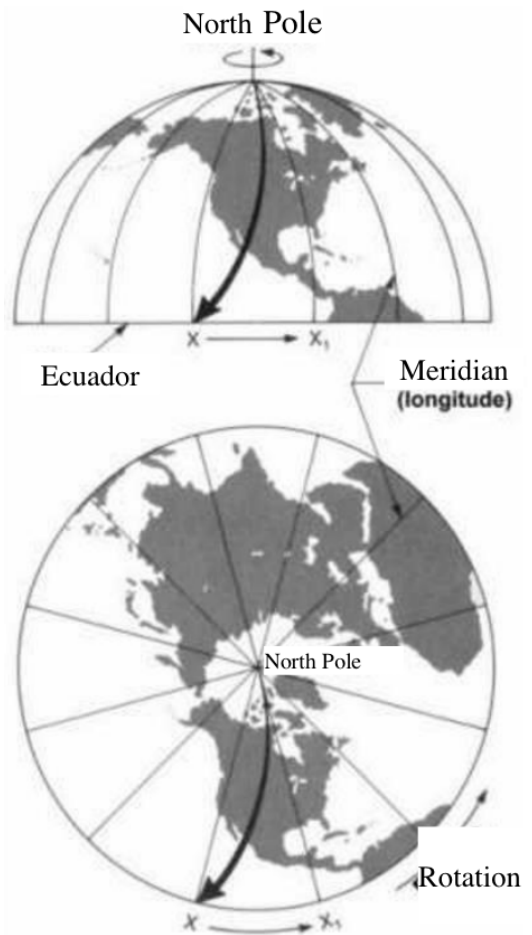 North Pole
X X₁
Ecuador
Meridian
(longitude)
North Pole
Rotation
X X₁